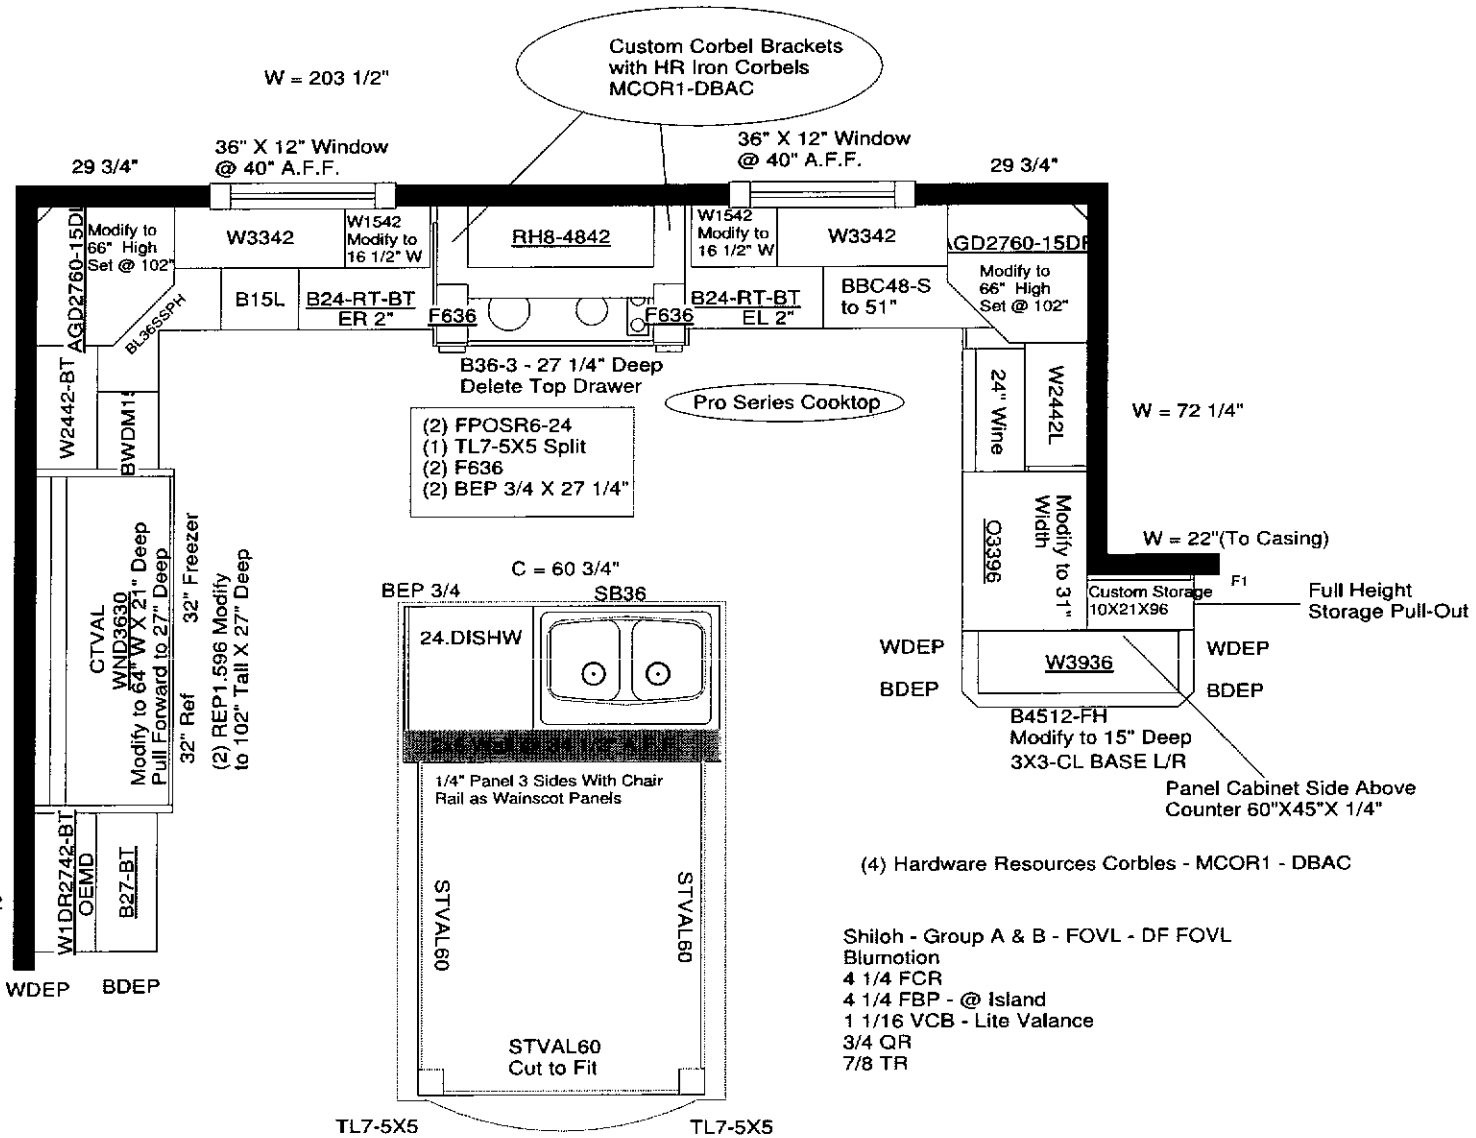 Custom Corbel Brackets
with HR Iron Corbels
MCOR1-DBAC
W = 203 1/2"
36" X 12" Window
@ 40" A.F.F.
36" X 12" Window
@ 40" A.F.F.
29 3/4"
29 3/4"
AGD2760-15DL
Modify to
66" High
Set @ 102"
W3342
W1542
Modify to
16 1/2" W
RH8-4842
W1542
Modify to
16 1/2" W
W3342
AGD2760-15DR
Modify to
66" High
Set @ 102"
BL36SSPH
B15L
B24-RT-BT
ER 2"
F636
F636
B24-RT-BT
EL 2"
BBC48-S
to 51"
B36-3 - 27 1/4" Deep
Delete Top Drawer
Pro Series Cooktop
(2) FPOSR6-24
(1) TL7-5X5 Split
(2) F636
(2) BEP 3/4 X 27 1/4"
W2442-BT
BWDM15
24" Wine
W2442L
W = 72 1/4"
CTVAL
WND3630
Modify to 64" W X 21" Deep
Pull Forward to 27" Deep
32" Ref
32" Freezer
(2) REP1.596 Modify
to 102" Tall X 27" Deep
O3396
Modify to 31"
Width
W = 22"(To Casing)
F1
Custom Storage
10X21X96
Full Height
Storage Pull-Out
WDEP
BDEP
W3936
WDEP
BDEP
B4512-FH
Modify to 15" Deep
3X3-CL BASE L/R
Panel Cabinet Side Above
Counter 60"X45"X 1/4"
C = 60 3/4"
BEP 3/4
SB36
24.DISHW
2x6 Wall @ 34 1/2" A.F.F.
1/4" Panel 3 Sides With Chair
Rail as Wainscot Panels
STVAL60
STVAL60
STVAL60
Cut to Fit
TL7-5X5
TL7-5X5
W1DR2742-BT
OEMD
B27-BT
WDEP
BDEP
(4) Hardware Resources Corbles - MCOR1 - DBAC
Shiloh - Group A & B - FOVL - DF FOVL
Blumotion
4 1/4 FCR
4 1/4 FBP - @ Island
1 1/16 VCB - Lite Valance
3/4 QR
7/8 TR